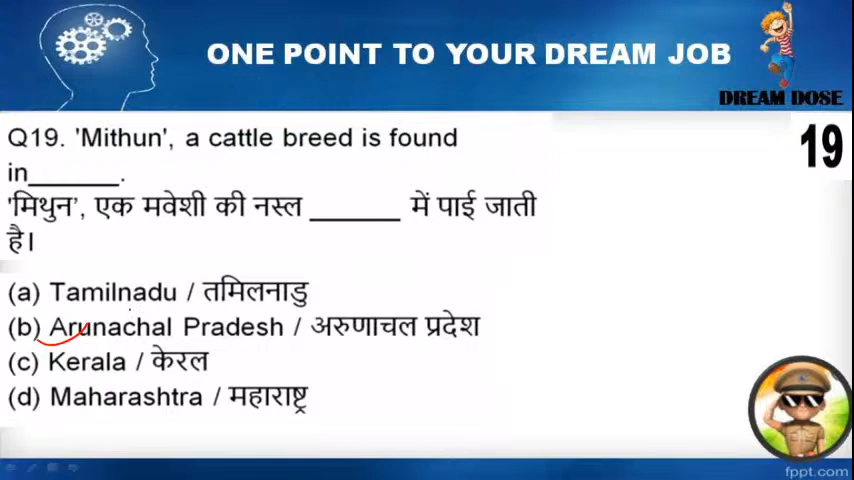 ONE POINT TO YOUR DREAM JOB
DREAM DOSE
Q19. 'Mithun', a cattle breed is found
19
in______.
'मिथुन', एक मवेशी की नस्ल ______ में पाई जाती
है।
(a) Tamilnadu / तमिलनाडु
(b) Arunachal Pradesh / अरुणाचल प्रदेश
(c) Kerala / केरल
(d) Maharashtra / महाराष्ट्र
fppt.com